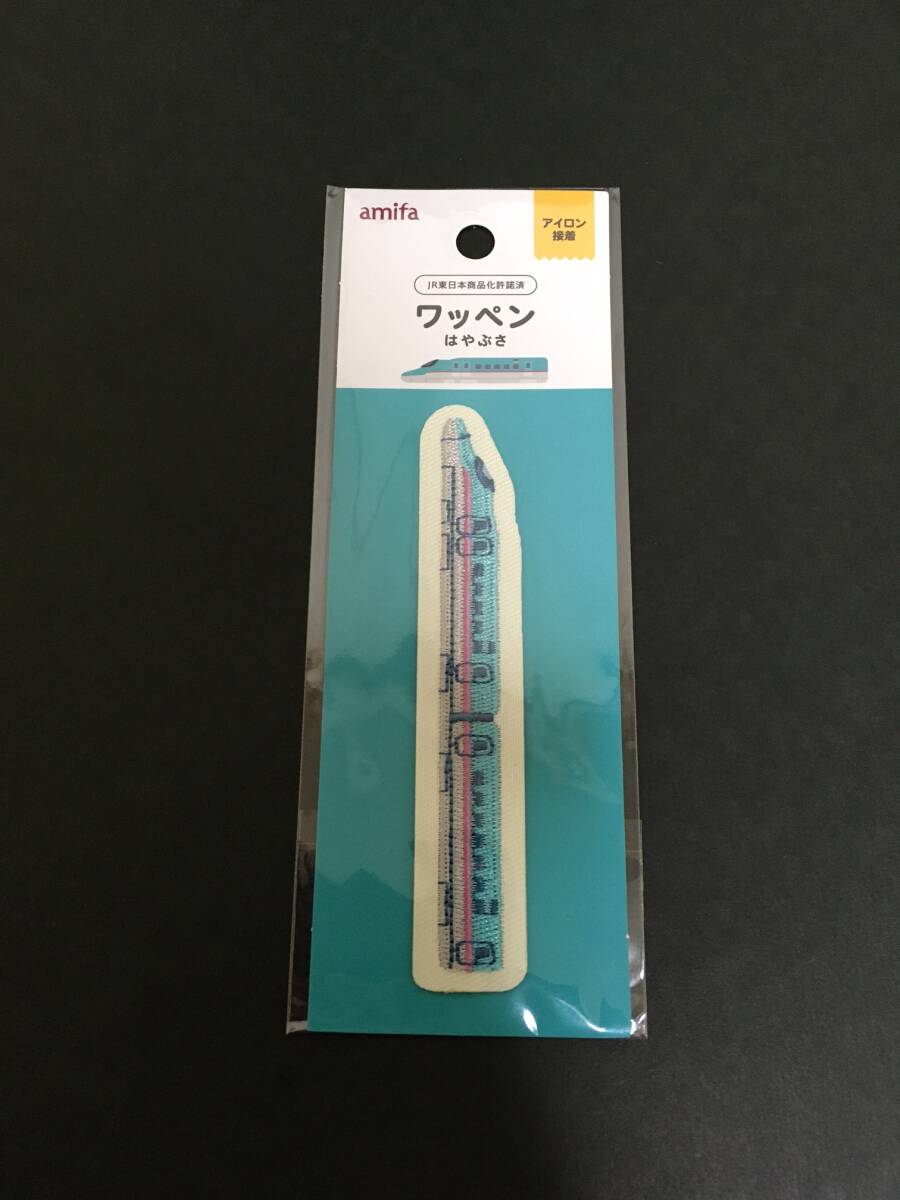 amifa
アイロン
接着
JR東日本商品化許諾済
ワッペン
はやぶさ